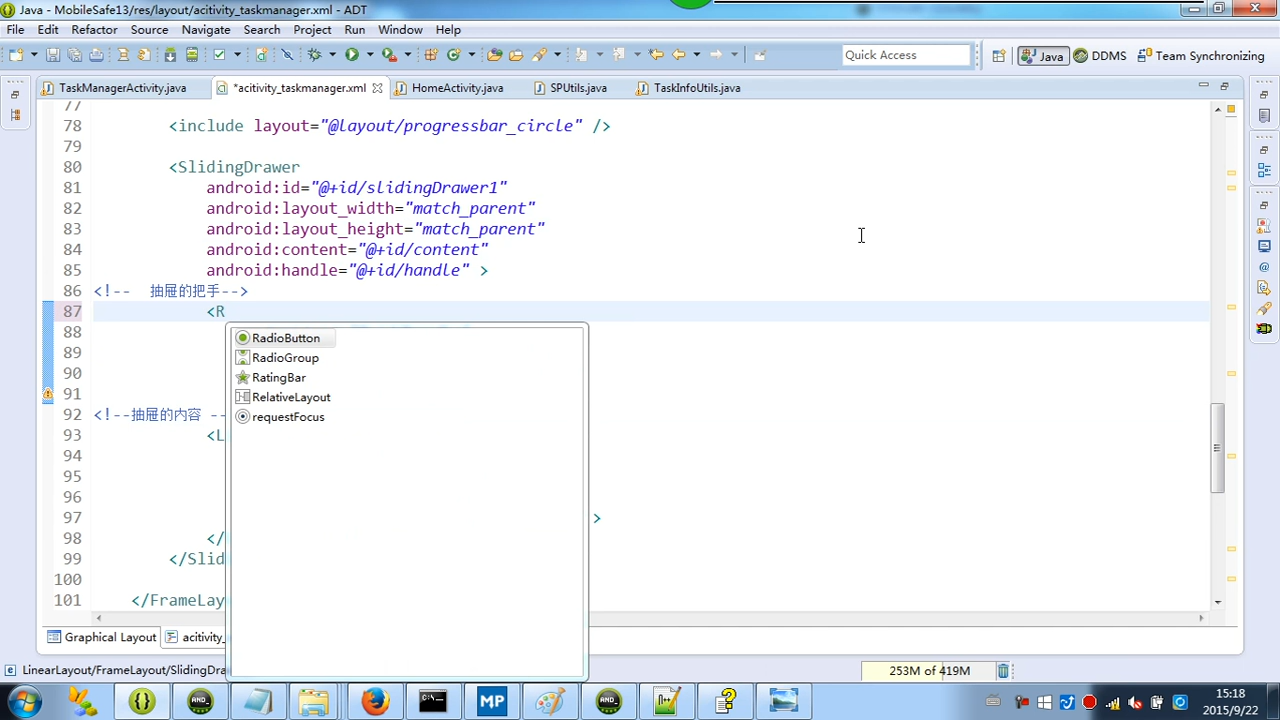 Java - MobileSafe13/res/layout/acitivity_taskmanager.xml - ADT
File Edit Refactor Source Navigate Search Project Run Window Help
Quick Access
Java
DDMS
Team Synchronizing
TaskManagerActivity.java
*acitivity_taskmanager.xml
HomeActivity.java
SPUtils.java
TaskInfoUtils.java
77
78 <include layout="@layout/progressbar_circle" />
79
80 <SlidingDrawer
81 android:id="@+id/slidingDrawer1"
82 android:layout_width="match_parent"
83 android:layout_height="match_parent"
84 android:content="@+id/content"
85 android:handle="@+id/handle" >
86 <!-- 抽屉的把手-->
87 <R
88
89
90
91
92 <!--抽屉的内容 --
93 <L
94
95
96
97 >
98 </
99 </Slid
100
101 </FrameLay
RadioButton
RadioGroup
RatingBar
RelativeLayout
requestFocus
Graphical Layout
acitivity_
LinearLayout/FrameLayout/SlidingDra
253M of 419M
MP
15:18
2015/9/22